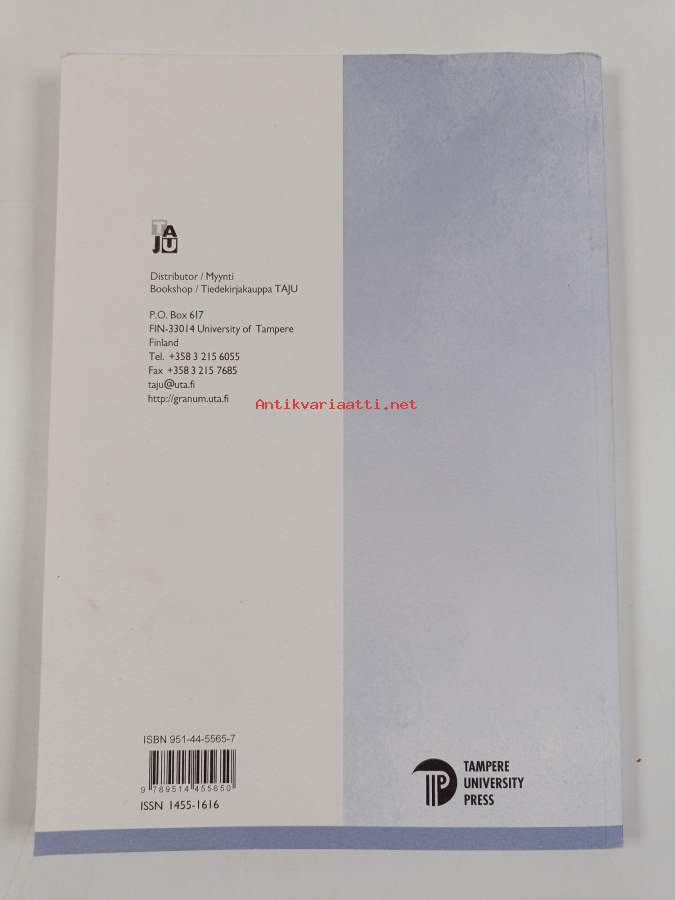 TA
JU
Distributor / Myynti
Bookshop / Tiedekirjakauppa TAJU
P.O. Box 617
FIN-33014 University of Tampere
Finland
Tel. +358 3 215 6055
Fax +358 3 215 7685
taju@uta.fi
http://granum.uta.fi
Antikvariaatti.net
ISBN 951-44-5565-7
9 789514 455650
ISSN 1455-1616
TAMPERE
UNIVERSITY
PRESS